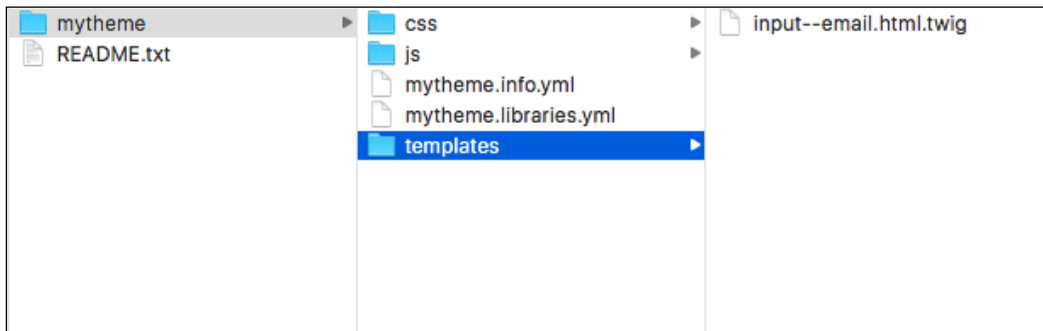 mytheme
README.txt
css
js
mytheme.info.yml
mytheme.libraries.yml
templates
input--email.html.twig